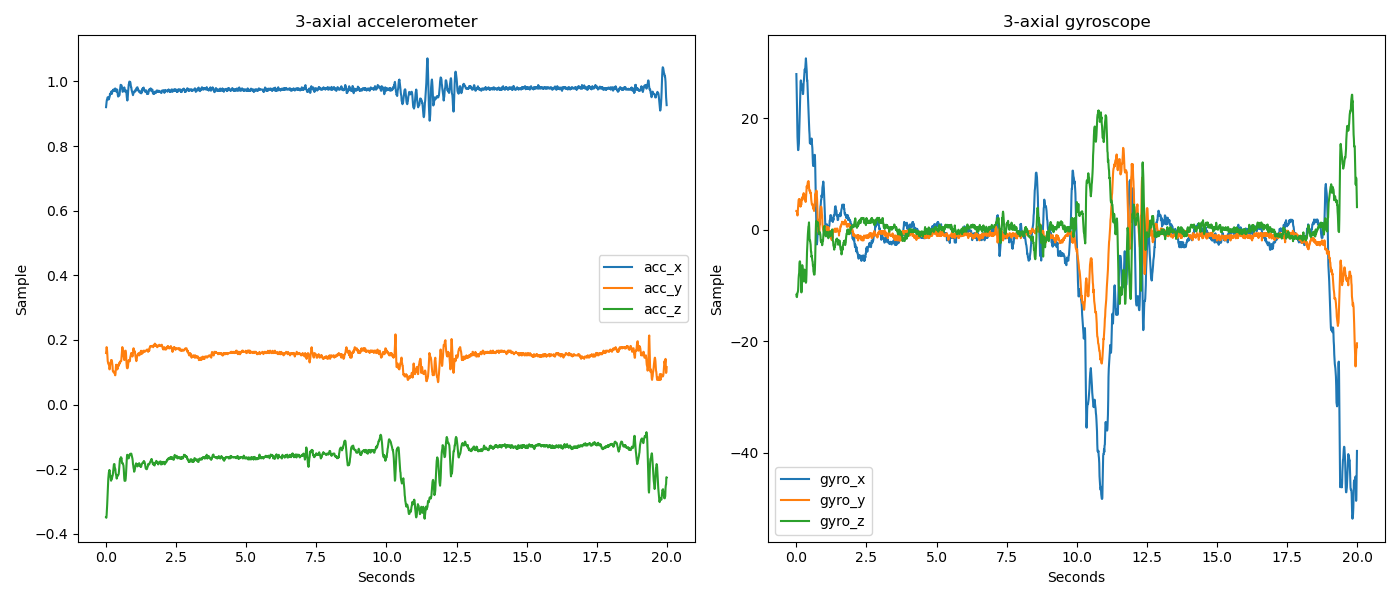 3-axial accelerometer
1.0
0.8
0.6
0.4
0.2
0.0
−0.2
−0.4
Sample
acc_x
acc_y
acc_z
0.0 2.5 5.0 7.5 10.0 12.5 15.0 17.5 20.0
Seconds
3-axial gyroscope
20
0
−20
−40
Sample
gyro_x
gyro_y
gyro_z
0.0 2.5 5.0 7.5 10.0 12.5 15.0 17.5 20.0
Seconds